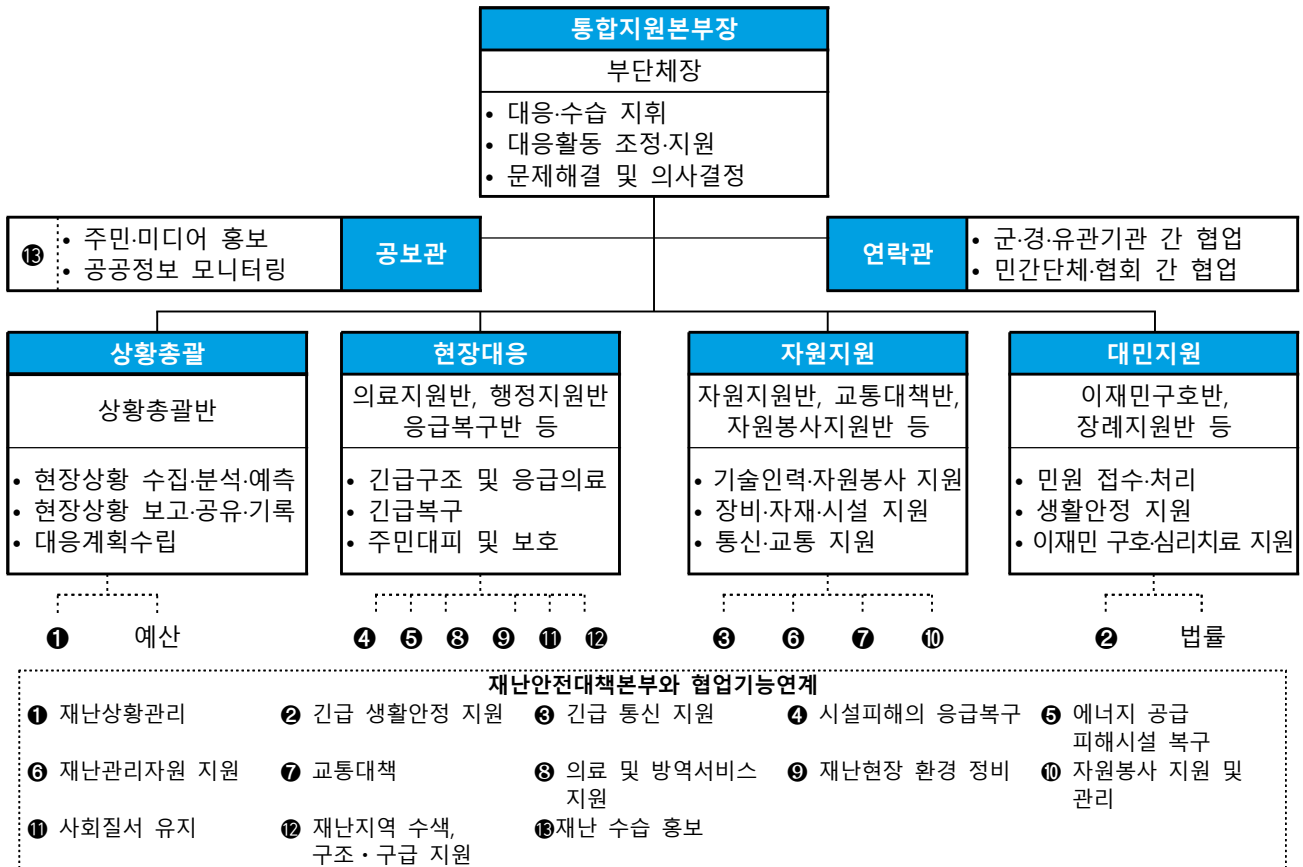 통합지원본부장
부단체장
• 대응·수습 지휘
• 대응활동 조정·지원
• 문제해결 및 의사결정
⓭
• 주민·미디어 홍보
• 공공정보 모니터링
공보관
연락관
• 군·경·유관기관 간 협업
• 민간단체·협회 간 협업
상황총괄
상황총괄반
• 현장상황 수집·분석·예측
• 현장상황 보고·공유·기록
• 대응계획수립
❶ 예산
현장대응
의료지원반, 행정지원반
응급복구반 등
• 긴급구조 및 응급의료
• 긴급복구
• 주민대피 및 보호
❹ ❺ ❽ ❾ ⓫ ⓬
자원지원
자원지원반, 교통대책반,
자원봉사지원반 등
• 기술인력·자원봉사 지원
• 장비·자재·시설 지원
• 통신·교통 지원
❸ ❻ ❼ ❿
대민지원
이재민구호반,
장례지원반 등
• 민원 접수·처리
• 생활안정 지원
• 이재민 구호·심리치료 지원
❷ 법률
재난안전대책본부와 협업기능연계
❶ 재난상황관리
❷ 긴급 생활안정 지원
❸ 긴급 통신 지원
❹ 시설피해의 응급복구
❺ 에너지 공급
피해시설 복구
❻ 재난관리자원 지원
❼ 교통대책
❽ 의료 및 방역서비스
지원
❾ 재난현장 환경 정비
❿ 자원봉사 지원 및
관리
⓫ 사회질서 유지
⓬ 재난지역 수색,
구조・구급 지원
⓭재난 수습 홍보